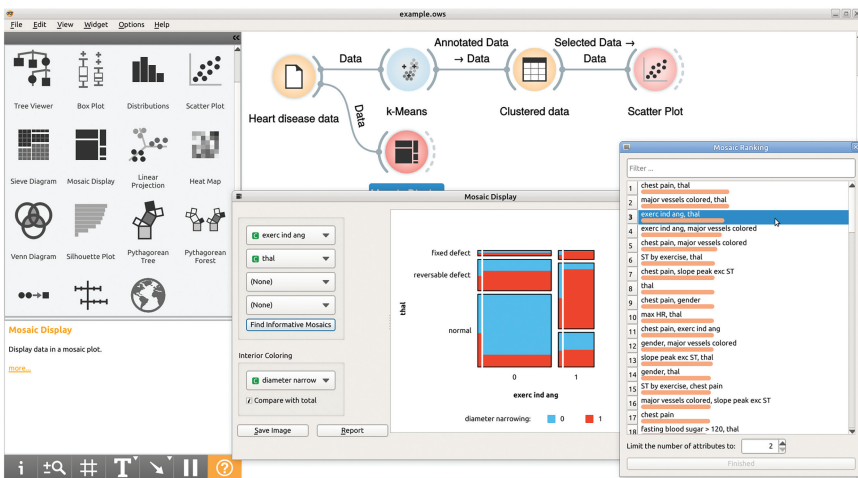 example.ows
File Edit View Widget Options Help
Tree Viewer Box Plot Distributions Scatter Plot
Sieve Diagram Mosaic Display Linear Projection Heat Map
Venn Diagram Silhouette Plot Pythagorean Tree Pythagorean Forest
Mosaic Display
Display data in a mosaic plot.
more...
Data
Annotated Data
→ Data
Selected Data →
Data
Data
Heart disease data
k-Means
Clustered data
Scatter Plot
Mosaic Display
exerc ind ang
thal
(None)
(None)
Find Informative Mosaics
Interior Coloring
diameter narrow
Compare with total
Save Image Report
fixed defect
reversable defect
normal
thal
0 1
exerc ind ang
diameter narrowing: 0 1
Mosaic Ranking
Filter ...
1 chest pain, thal
2 major vessels colored, thal
3 exerc ind ang, thal
4 exerc ind ang, major vessels colored
5 chest pain, major vessels colored
6 ST by exercise, thal
7 chest pain, slope peak exc ST
8 thal
9 chest pain, gender
10 max HR, thal
11 chest pain, exerc ind ang
12 gender, major vessels colored
13 slope peak exc ST, thal
14 gender, thal
15 ST by exercise, chest pain
16 major vessels colored, slope peak exc ST
17 chest pain
18 fasting blood sugar > 120, thal
Limit the number of attributes to: 2
Finished